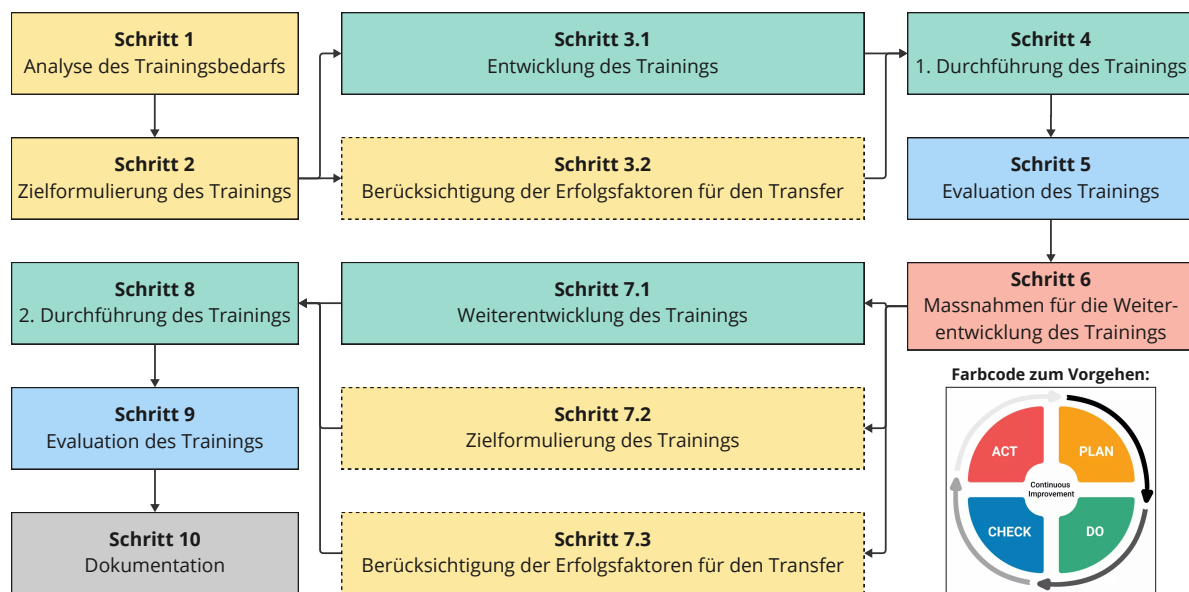 Schritt 1
Analyse des Trainingsbedarfs
Schritt 2
Zielformulierung des Trainings
Schritt 3.1
Entwicklung des Trainings
Schritt 3.2
Berücksichtigung der Erfolgsfaktoren für den Transfer
Schritt 4
1. Durchführung des Trainings
Schritt 5
Evaluation des Trainings
Schritt 6
Massnahmen für die Weiter-
entwicklung des Trainings
Schritt 7.1
Weiterentwicklung des Trainings
Schritt 7.2
Zielformulierung des Trainings
Schritt 7.3
Berücksichtigung der Erfolgsfaktoren für den Transfer
Schritt 8
2. Durchführung des Trainings
Schritt 9
Evaluation des Trainings
Schritt 10
Dokumentation
Farbcode zum Vorgehen:
ACT
PLAN
Continuous
Improvement
CHECK
DO